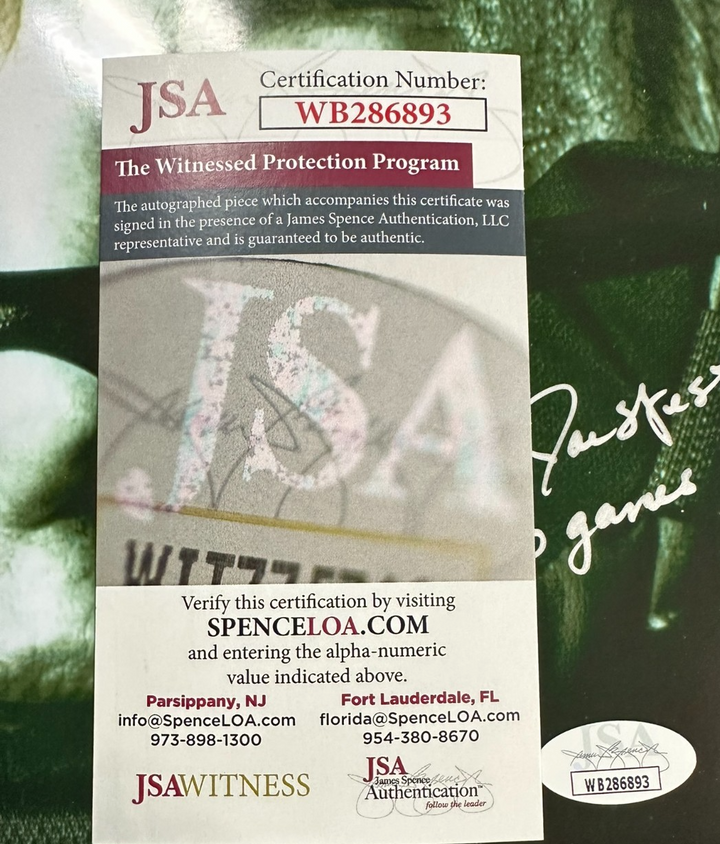 JSA
Certification Number:
WB286893
The Witnessed Protection Program
The autographed piece which accompanies this certificate was
signed in the presence of a James Spence Authentication, LLC
representative and is guaranteed to be authentic.
JSA
Verify this certification by visiting
SPENCELOA.COM
and entering the alpha-numeric
value indicated above.
Parsippany, NJ
info@SpenceLOA.com
973-898-1300
Fort Lauderdale, FL
florida@SpenceLOA.com
954-380-8670
JSAWITNESS
JSA
James Spence
Authentication™
follow the leader
games
JSA
WB286893